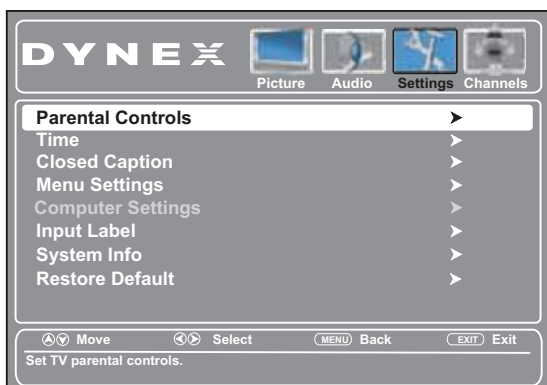 DYNEX
Picture Audio Settings Channels
Parental Controls
Time
Closed Caption
Menu Settings
Computer Settings
Input Label
System Info
Restore Default
Move Select MENU Back EXIT Exit
Set TV parental controls.